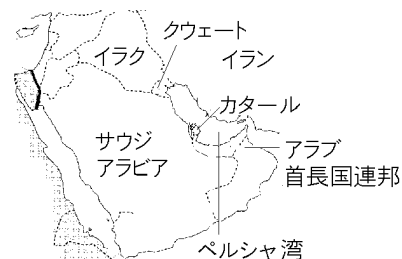 クウェート
イラク
イラン
カタール
サウジ
アラビア
アラブ
首長国連邦
ペルシャ湾